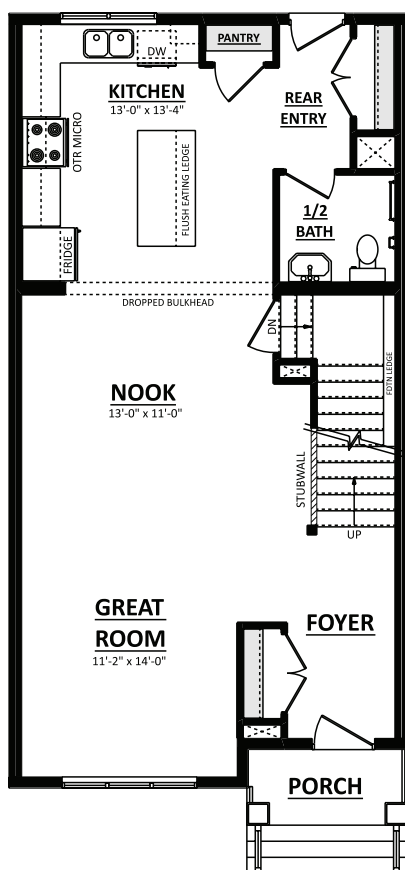 PANTRY
DW
KITCHEN
13'-0" x 13'-4"
REAR
ENTRY
OTR MICRO
FLUSH EATING LEDGE
1/2
BATH
FRIDGE
DROPPED BULKHEAD
DN
FDTN LEDGE
NOOK
13'-0" x 11'-0"
STUBWALL
UP
GREAT
ROOM
11'-2" x 14'-0"
FOYER
PORCH